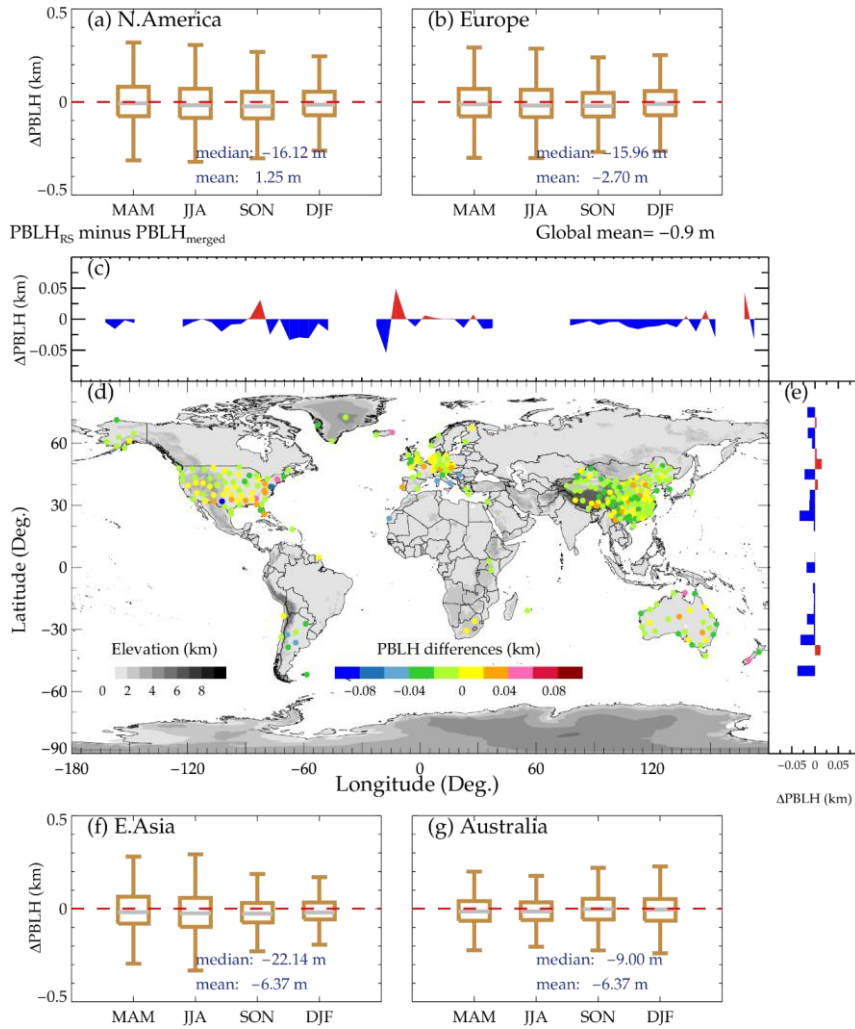 (a) N.America
(b) Europe
0.5
0
−0.5
ΔPBLH (km)
median: −16.12 m
mean: 1.25 m
median: −15.96 m
mean: −2.70 m
MAM JJA SON DJF
MAM JJA SON DJF
PBLH_RS minus PBLH_merged
Global mean= −0.9 m
(c)
0.05
0
−0.05
ΔPBLH (km)
(d)
(e)
60
30
0
−30
−60
−90
Latitude (Deg.)
Elevation (km)
0 2 4 6 8
PBLH differences (km)
−0.08 −0.04 0 0.04 0.08
−180 −120 −60 0 60 120
Longitude (Deg.)
−0.05 0 0.05
ΔPBLH (km)
(f) E.Asia
(g) Australia
0.5
0
−0.5
ΔPBLH (km)
median: −22.14 m
mean: −6.37 m
median: −9.00 m
mean: −6.37 m
MAM JJA SON DJF
MAM JJA SON DJF